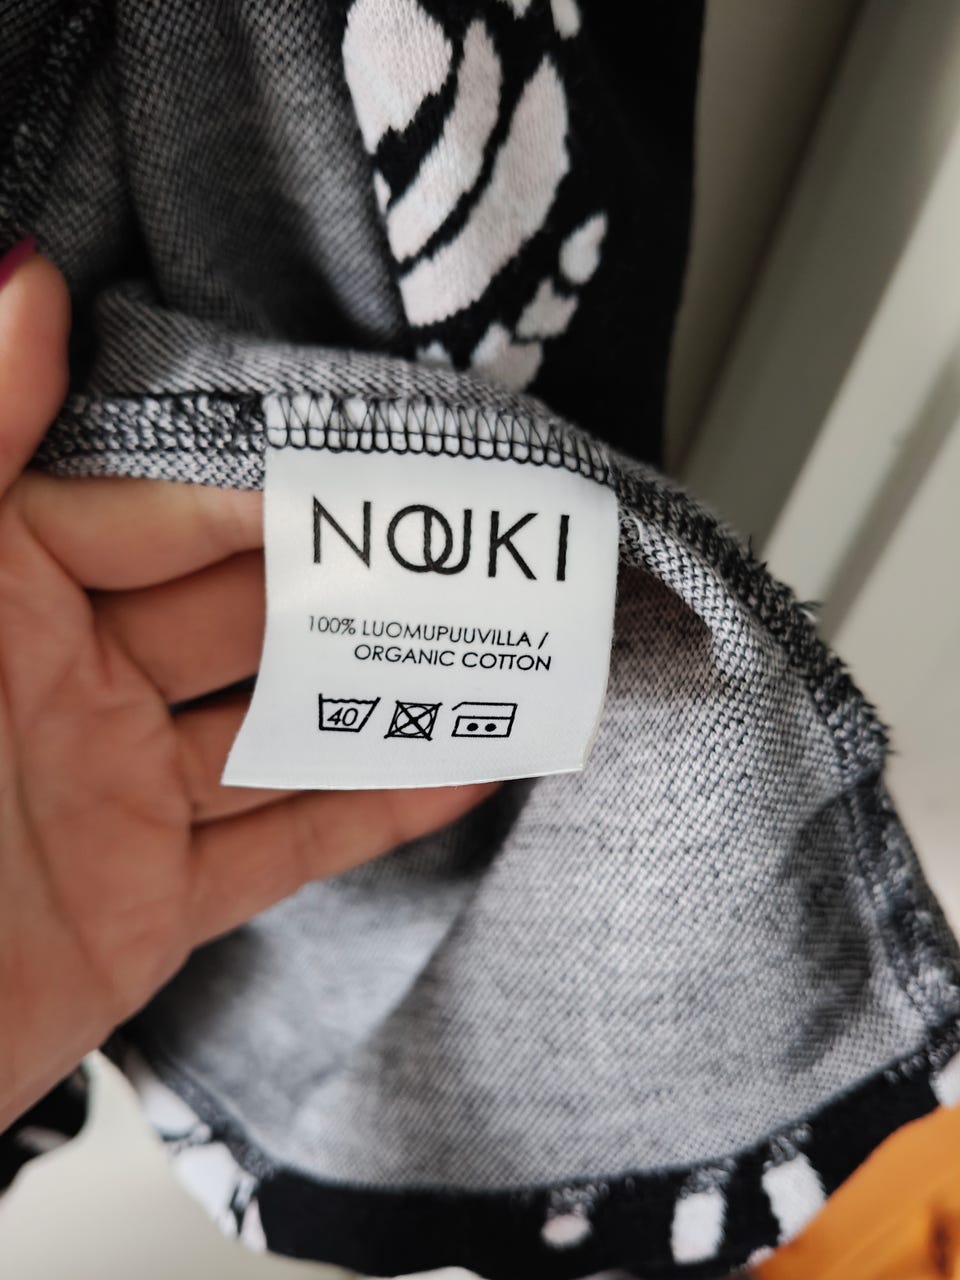 NOUKI
100% LUOMUPUUVILLA /
ORGANIC COTTON
40